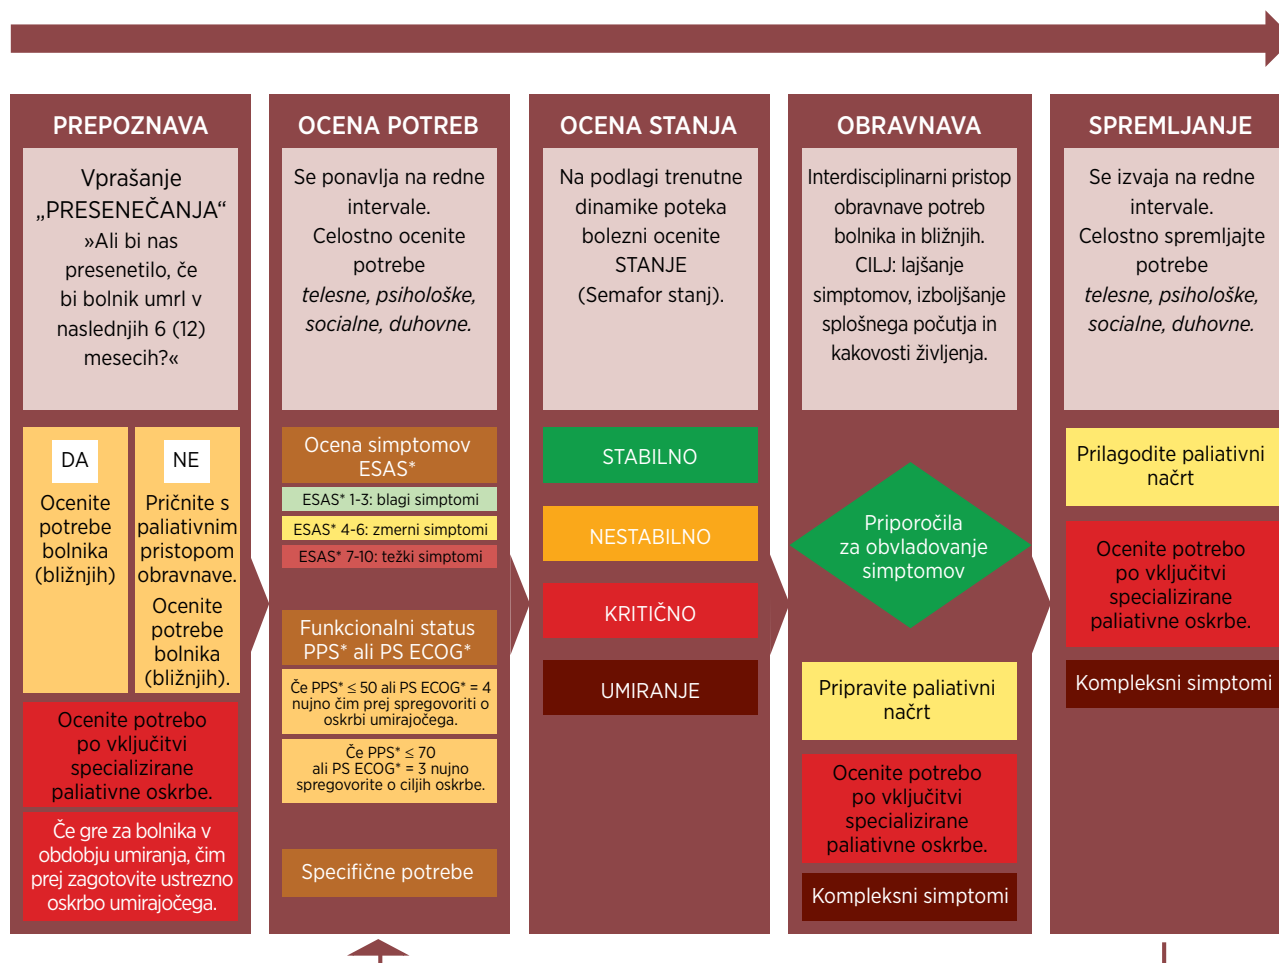 PREPOZNAVA
Vprašanje
„PRESENEČANJA“
»Ali bi nas
presenetilo, če
bi bolnik umrl v
naslednjih 6 (12)
mesecih?«
DA
Ocenite
potrebe
bolnika
(bližnjih)
NE
Pričnite s
paliativnim
pristopom
obravnave.
Ocenite
potrebe
bolnika
(bližnjih).
Ocenite potrebo
po vključitvi
specializirane
paliativne oskrbe.
Če gre za bolnika v
obdobju umiranja, čim
prej zagotovite ustrezno
oskrbo umirajočega.
OCENA POTREB
Se ponavlja na redne
intervale.
Celostno ocenite
potrebe
telesne, psihološke,
socialne, duhovne.
Ocena simptomov
ESAS*
ESAS* 1-3: blagi simptomi
ESAS* 4-6: zmerni simptomi
ESAS* 7-10: težki simptomi
Funkcionalni status
PPS* ali PS ECOG*
Če PPS* ≤ 50 ali PS ECOG* = 4
nujno čim prej spregovoriti o
oskrbi umirajočega.
Če PPS* ≤ 70
ali PS ECOG* = 3 nujno
spregovorite o ciljih oskrbe.
Specifične potrebe
OCENA STANJA
Na podlagi trenutne
dinamike poteka
bolezni ocenite
STANJE
(Semafor stanj).
STABILNO
NESTABILNO
KRITIČNO
UMIRANJE
OBRAVNAVA
Interdisciplinarni pristop
obravnave potreb
bolnika in bližnjih.
CILJ: lajšanje
simptomov, izboljšanje
splošnega počutja in
kakovosti življenja.
Priporočila
za obvladovanje
simptomov
Pripravite paliativni
načrt
Ocenite potrebo
po vključitvi
specializirane
paliativne oskrbe.
Kompleksni simptomi
SPREMLJANJE
Se izvaja na redne
intervale.
Celostno spremljajte
potrebe
telesne, psihološke,
socialne, duhovne.
Prilagodite paliativni
načrt
Ocenite potrebo
po vključitvi
specializirane
paliativne oskrbe.
Kompleksni simptomi